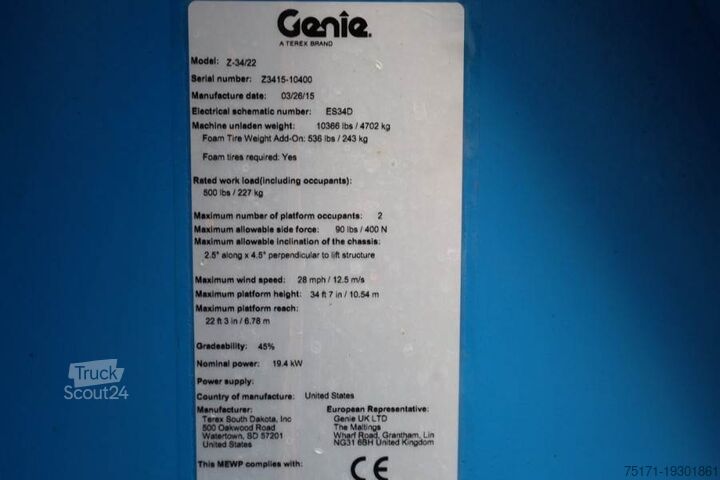 Genie.
A TEREX BRAND
Model: Z-34/22
Serial number: Z3415-10400
Manufacture date: 03/26/15
Electrical schematic number: ES34D
Machine unladen weight: 10366 lbs / 4702 kg
Foam Tire Weight Add-On: 536 lbs / 243 kg
Foam tires required: Yes
Rated work load(including occupants):
500 lbs / 227 kg
Maximum number of platform occupants: 2
Maximum allowable side force: 90 lbs / 400 N
Maximum allowable inclination of the chassis:
2.5° along x 4.5° perpendicular to lift structure
Maximum wind speed: 28 mph / 12.5 m/s
Maximum platform height: 34 ft 7 in / 10.54 m
Maximum platform reach:
22 ft 3 in / 6.78 m
Gradeability: 45%
Nominal power: 19.4 kW
Power supply:
Country of manufacture: United States
Manufacturer:
Terex South Dakota, Inc
500 Oakwood Road
Watertown, SD 57201
United States
European Representative:
Genie UK LTD
The Maltings
Wharf Road, Grantham, Lin
NG31 6BH United Kingdom
This MEWP complies with:
CE
Truck
Scout24
75171-19301861